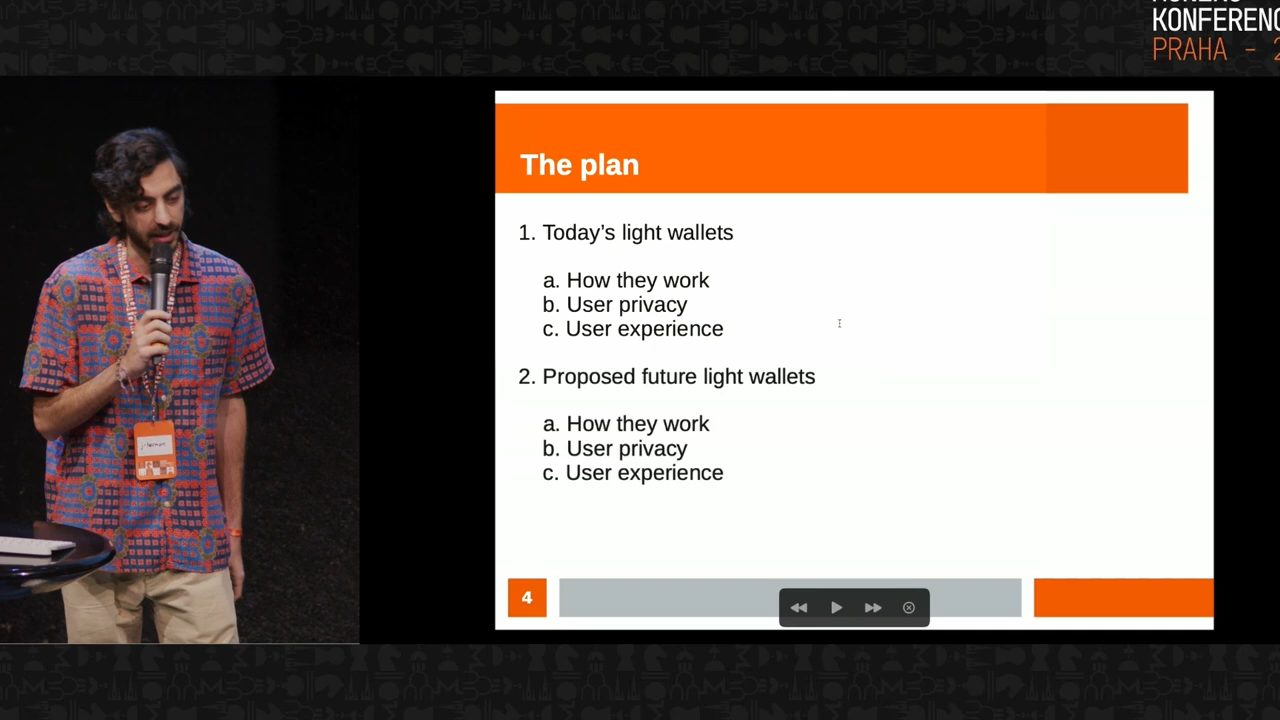 KONFERENC
PRAHA - 2
The plan
1. Today's light wallets
a. How they work
b. User privacy
c. User experience
2. Proposed future light wallets
a. How they work
b. User privacy
c. User experience
4